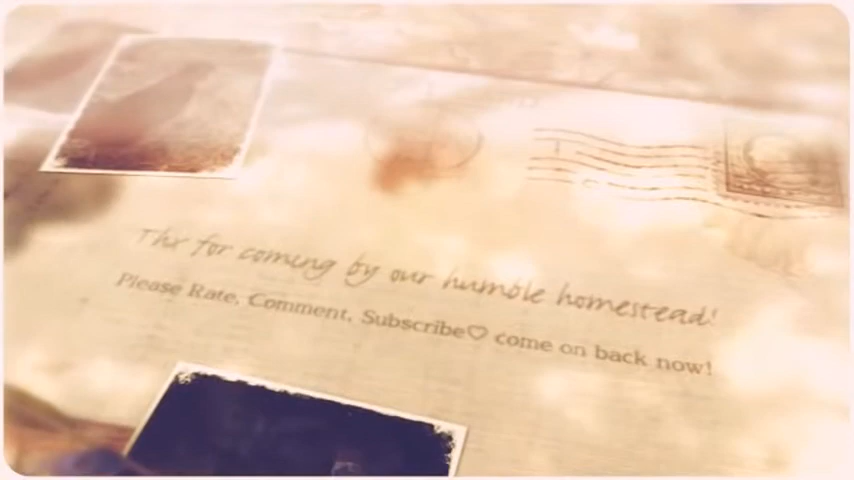 Thx for coming by our humble homestead!
Please Rate, Comment, Subscribe♡ come on back now!